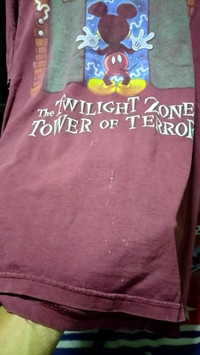 The TWILIGHT ZONE
TOWER OF TERROR